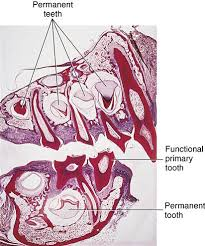 Permanent
teeth
Functional
primary
tooth
Permanent
tooth